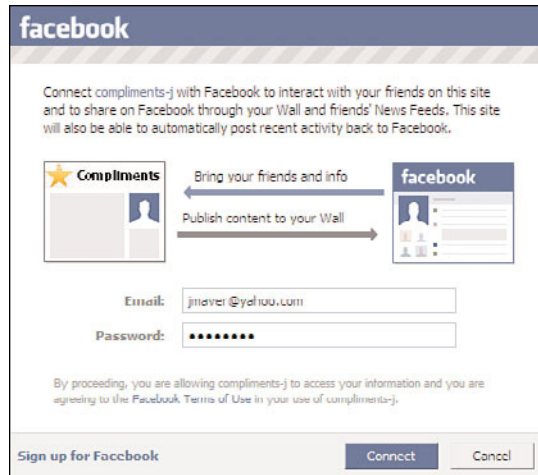 facebook
Connect compliments-j with Facebook to interact with your friends on this site
and to share on Facebook through your Wall and friends' News Feeds. This site
will also be able to automatically post recent activity back to Facebook.
Compliments
Bring your friends and info
facebook
Publish content to your Wall
Email: jmaver@yahoo.com
Password: ••••••••
By proceeding, you are allowing compliments-j to access your information and you are
agreeing to the Facebook Terms of Use in your use of compliments-j.
Sign up for Facebook
Connect
Cancel